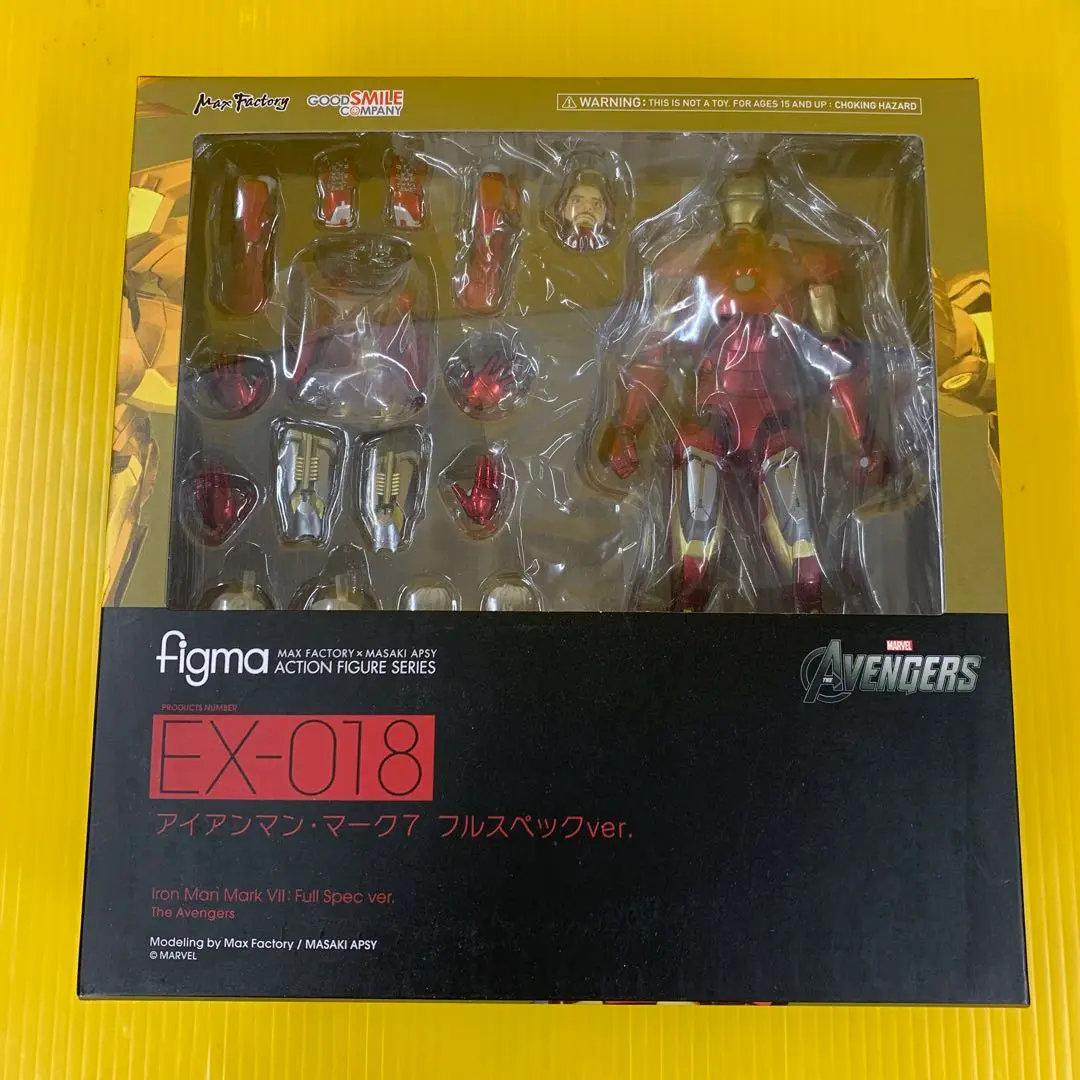 Max Factory
GOOD SMILE COMPANY
WARNING: THIS IS NOT A TOY. FOR AGES 15 AND UP : CHOKING HAZARD
figma
MAX FACTORY × MASAKI APSY
ACTION FIGURE SERIES
MARVEL
THE AVENGERS
PRODUCTS NUMBER
EX-018
アイアンマン・マーク7 フルスペックver.
Iron Man Mark VII: Full Spec ver.
The Avengers
Modeling by Max Factory / MASAKI APSY
© MARVEL